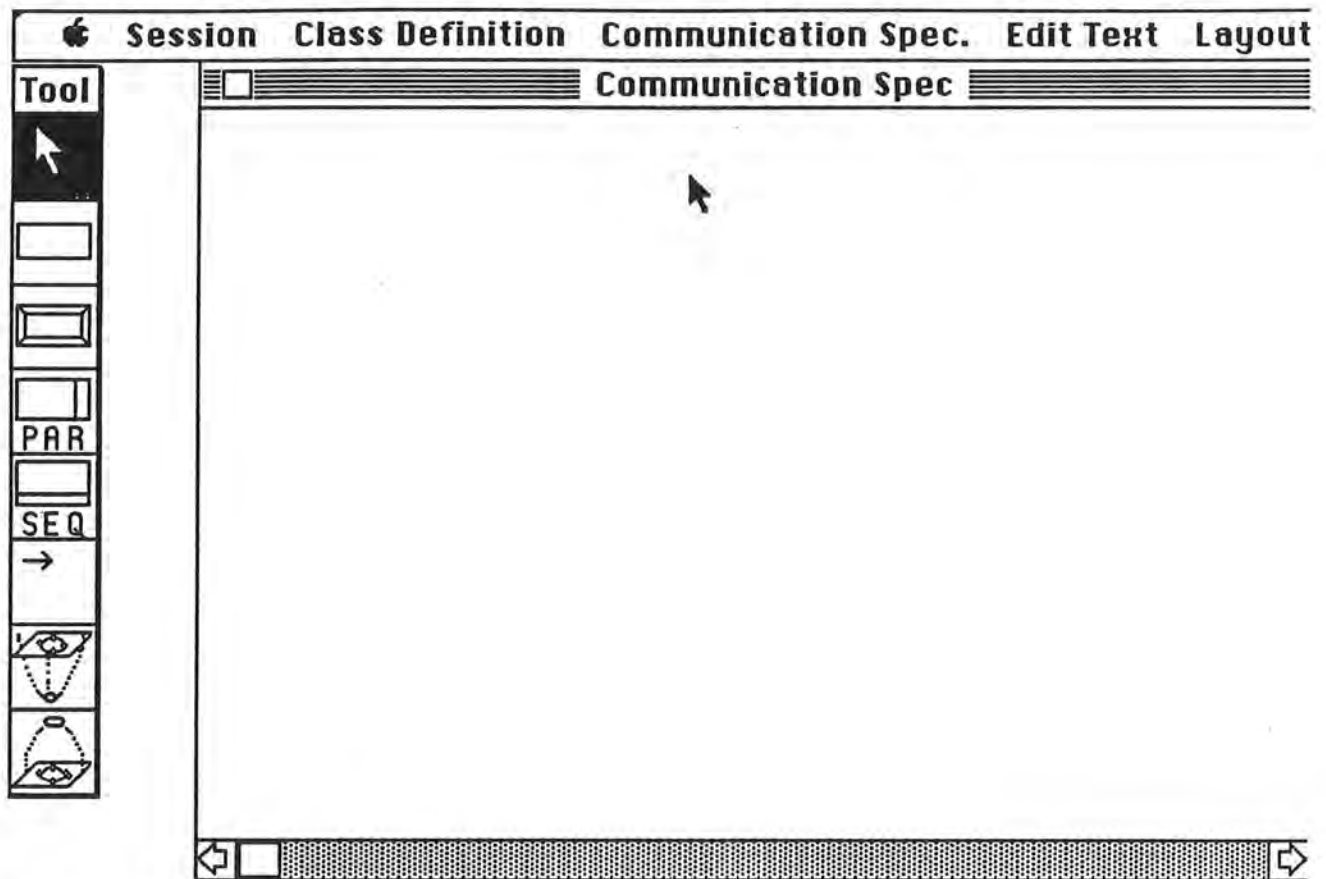 Session Class Definition Communication Spec. Edit Text Layout
Tool
Communication Spec
PAR
SEQ